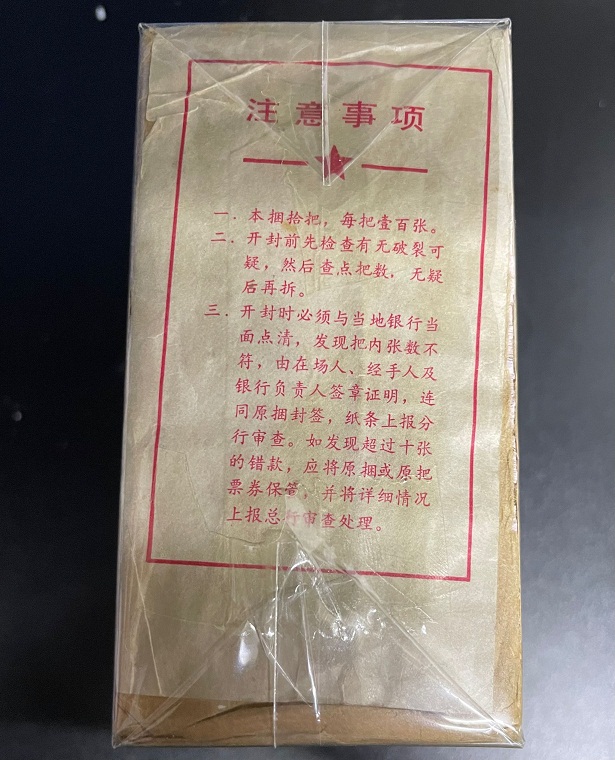 注意事项
一．本捆拾把，每把壹百张。
二．开封前先检查有无破裂可
疑，然后查点把数，无疑
后再拆。
三．开封时必须与当地银行当
面点清，发现把内张数不
符，由在场人、经手人及
银行负责人签章证明，连
同原捆封签，纸条上报分
行审查。如发现超过十张
的错款，应将原捆或原把
票券保管，并将详细情况
上报总行审查处理。